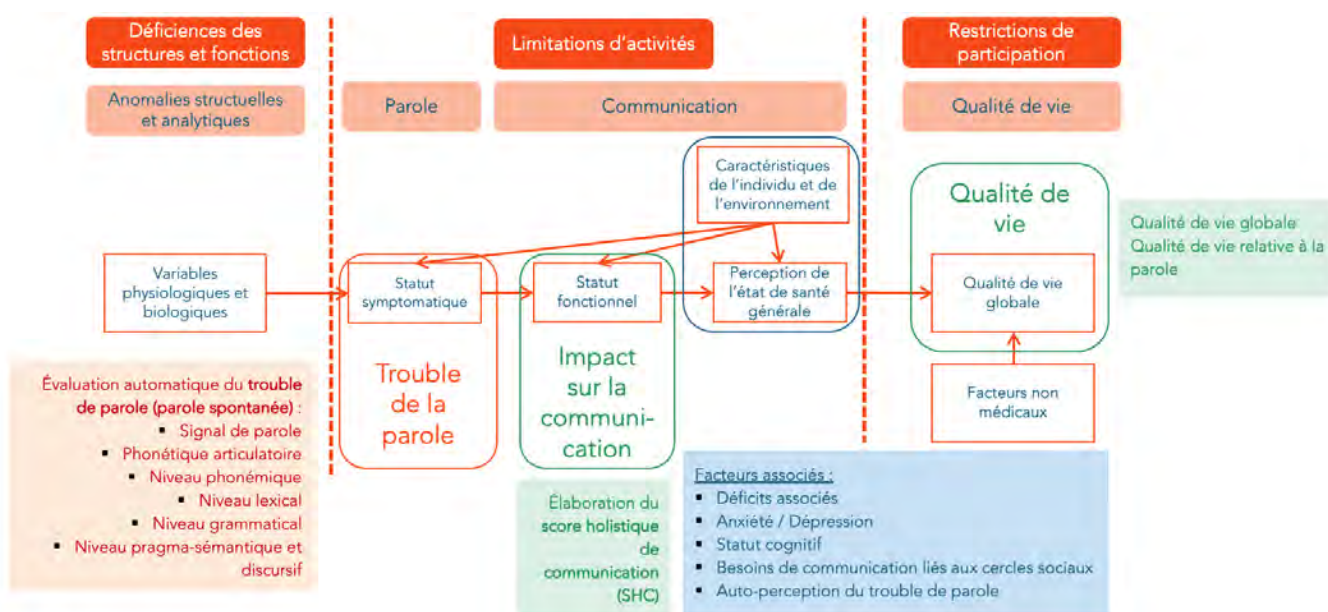 Déficiences des
structures et fonctions
Limitations d'activités
Restrictions de
participation
Anomalies structuelles
et analytiques
Parole
Communication
Qualité de vie
Caractéristiques
de l'individu et de
l'environnement
Qualité de
vie
Qualité de vie globale
Qualité de vie relative à la
parole
Variables
physiologiques et
biologiques
Statut
symptomatique
Statut
fonctionnel
Perception de
l'état de santé
générale
Qualité de vie
globale
Trouble
de la
parole
Impact
sur la
communi-
cation
Facteurs non
médicaux
Évaluation automatique du trouble
de parole (parole spontanée) :
▪ Signal de parole
▪ Phonétique articulatoire
▪ Niveau phonémique
▪ Niveau lexical
▪ Niveau grammatical
▪ Niveau pragma-sémantique et
discursif
Élaboration du
score holistique
de
communication
(SHC)
Facteurs associés :
▪ Déficits associés
▪ Anxiété / Dépression
▪ Statut cognitif
▪ Besoins de communication liés aux cercles sociaux
▪ Auto-perception du trouble de parole